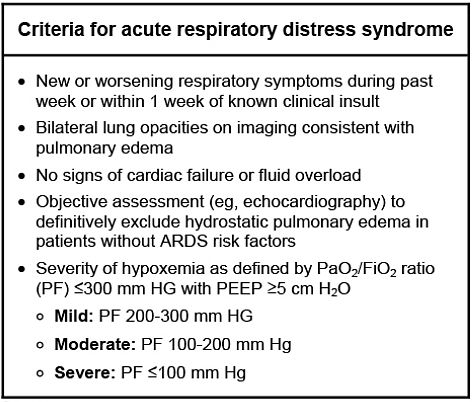 Criteria for acute respiratory distress syndrome
• New or worsening respiratory symptoms during past
week or within 1 week of known clinical insult
• Bilateral lung opacities on imaging consistent with
pulmonary edema
• No signs of cardiac failure or fluid overload
• Objective assessment (eg, echocardiography) to
definitively exclude hydrostatic pulmonary edema in
patients without ARDS risk factors
• Severity of hypoxemia as defined by PaO₂/FiO₂ ratio
(PF) ≤300 mm HG with PEEP ≥5 cm H₂O
○ Mild: PF 200-300 mm HG
○ Moderate: PF 100-200 mm Hg
○ Severe: PF ≤100 mm Hg